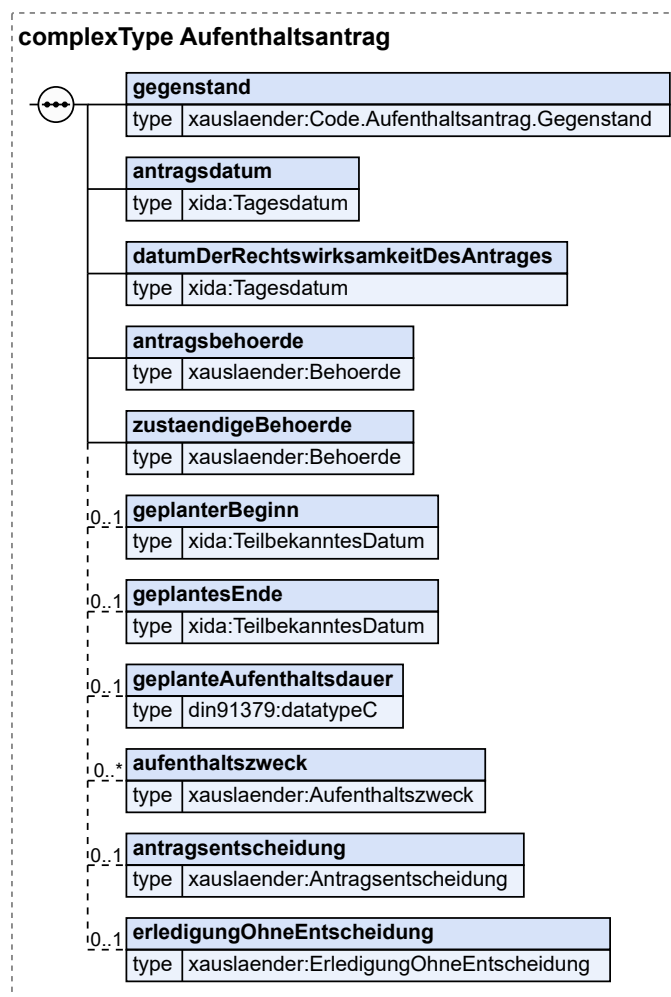 complexType Aufenthaltsantrag
gegenstand
type xauslaender:Code.Aufenthaltsantrag.Gegenstand
antragsdatum
type xida:Tagesdatum
datumDerRechtswirksamkeitDesAntrages
type xida:Tagesdatum
antragsbehoerde
type xauslaender:Behoerde
zustaendigeBehoerde
type xauslaender:Behoerde
0..1 geplanterBeginn
type xida:TeilbekanntesDatum
0..1 geplantesEnde
type xida:TeilbekanntesDatum
0..1 geplanteAufenthaltsdauer
type din91379:datatypeC
0..* aufenthaltszweck
type xauslaender:Aufenthaltszweck
0..1 antragsentscheidung
type xauslaender:Antragsentscheidung
0..1 erledigungOhneEntscheidung
type xauslaender:ErledigungOhneEntscheidung